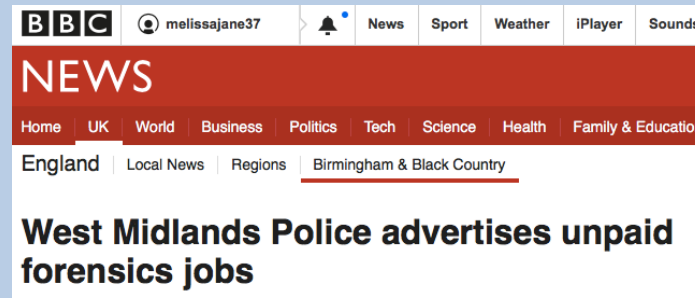 BBC melissajane37 News Sport Weather iPlayer Sounds
NEWS
Home UK World Business Politics Tech Science Health Family & Educatio
England Local News Regions Birmingham & Black Country
West Midlands Police advertises unpaid
forensics jobs